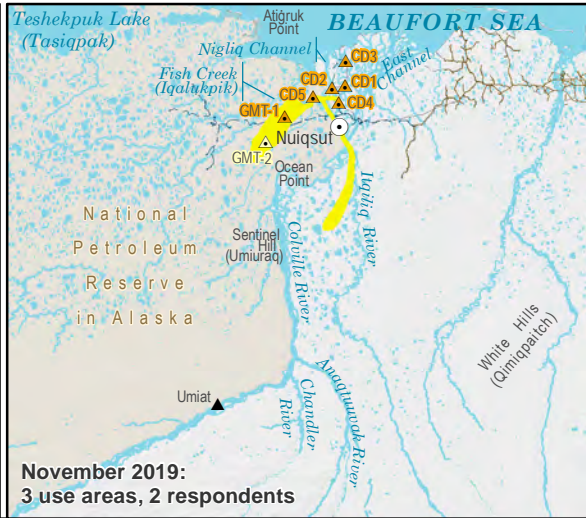 Teshekpuk Lake
(Tasiqpak)
Atigruk
Point
BEAUFORT SEA
Nigliq Channel
East
Channel
Fish Creek
(Iqalukpik)
CD3
CD2
CD1
CD5
CD4
GMT-1
Nuiqsut
GMT-2
Ocean
Point
Itqiliq River
National
Petroleum
Reserve
in Alaska
Sentinel
Hill
(Umiuraq)
Colville River
White Hills
(Qimiqpaitch)
Umiat
Chandler
River
Anaqtuuvak River
November 2019:
3 use areas, 2 respondents